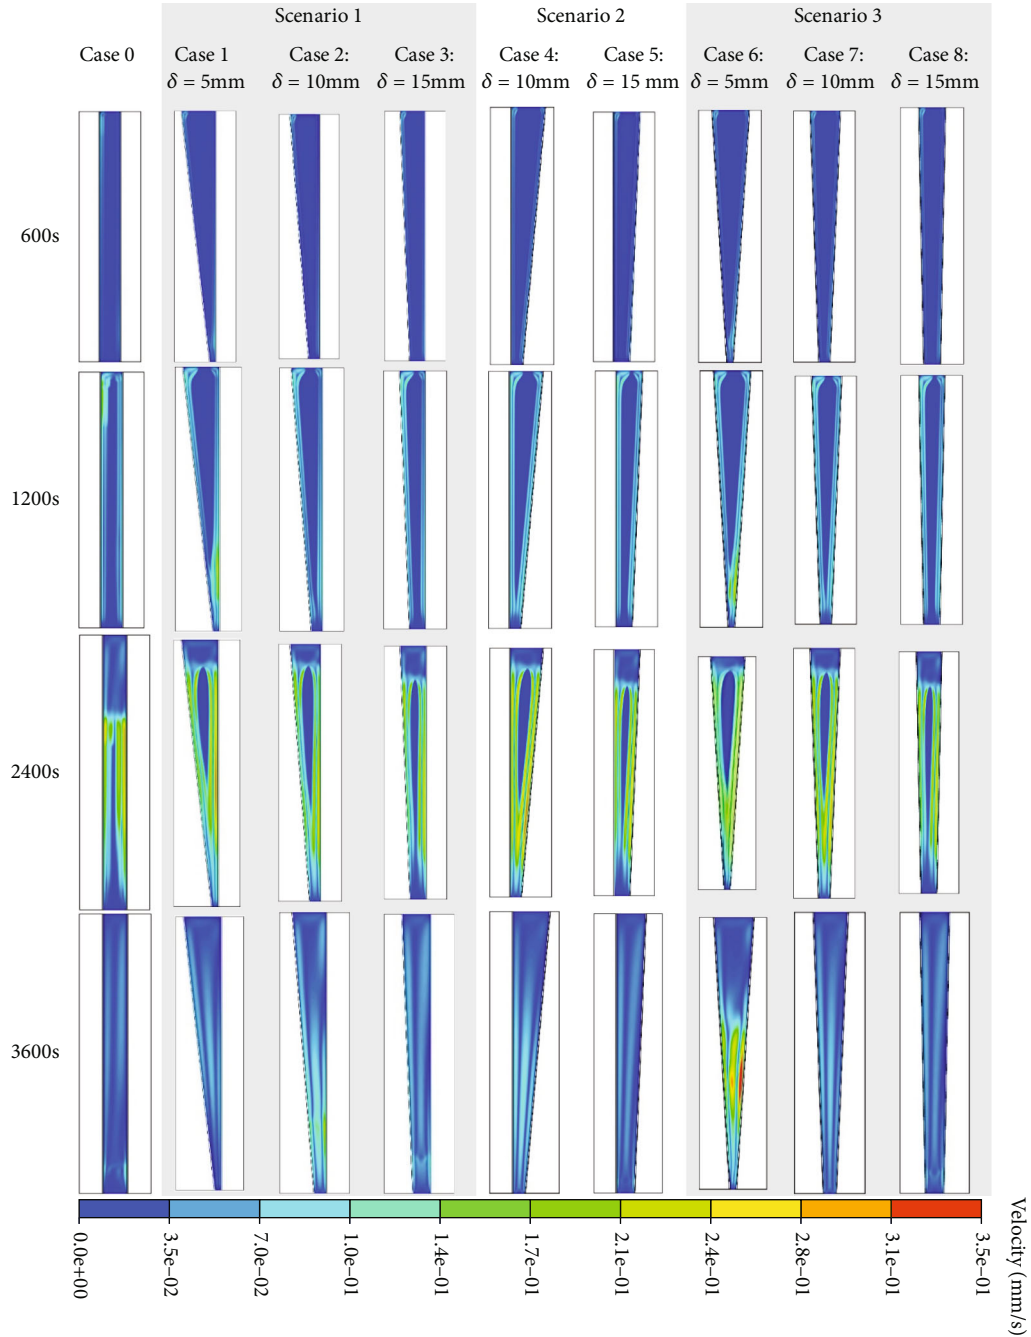 Scenario 1
Scenario 2
Scenario 3
Case 0
Case 1
δ = 5mm
Case 2:
δ = 10mm
Case 3:
δ = 15mm
Case 4:
δ = 10mm
Case 5:
δ = 15 mm
Case 6:
δ = 5mm
Case 7:
δ = 10mm
Case 8:
δ = 15mm
600s
1200s
2400s
3600s
0.0e+00
3.5e−02
7.0e−02
1.0e−01
1.4e−01
1.7e−01
2.1e−01
2.4e−01
2.8e−01
3.1e−01
3.5e−01
Velocity (mm/s)